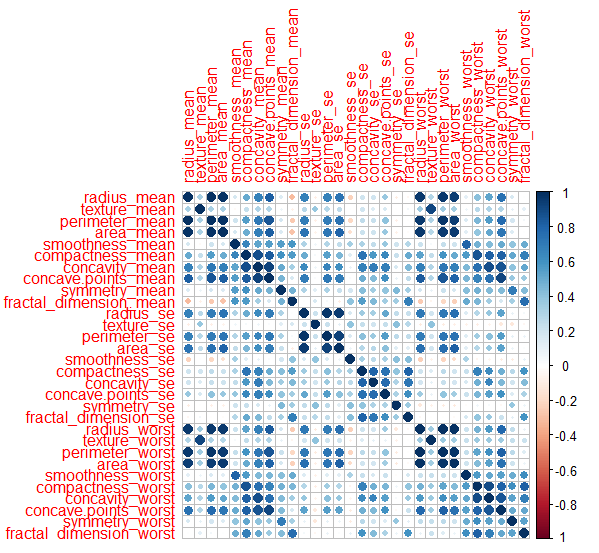 radius_mean
texture_mean
perimeter_mean
area_mean
smoothness_mean
compactness_mean
concavity_mean
concave.points_mean
symmetry_mean
fractal_dimension_mean
radius_se
texture_se
perimeter_se
area_se
smoothness_se
compactness_se
concavity_se
concave.points_se
symmetry_se
fractal_dimension_se
radius_worst
texture_worst
perimeter_worst
area_worst
smoothness_worst
compactness_worst
concavity_worst
concave.points_worst
symmetry_worst
fractal_dimension_worst
radius_mean
texture_mean
perimeter_mean
area_mean
smoothness_mean
compactness_mean
concavity_mean
concave.points_mean
symmetry_mean
fractal_dimension_mean
radius_se
texture_se
perimeter_se
area_se
smoothness_se
compactness_se
concavity_se
concave.points_se
symmetry_se
fractal_dimension_se
radius_worst
texture_worst
perimeter_worst
area_worst
smoothness_worst
compactness_worst
concavity_worst
concave.points_worst
symmetry_worst
fractal_dimension_worst
1
0.8
0.6
0.4
0.2
0
-0.2
-0.4
-0.6
-0.8
1